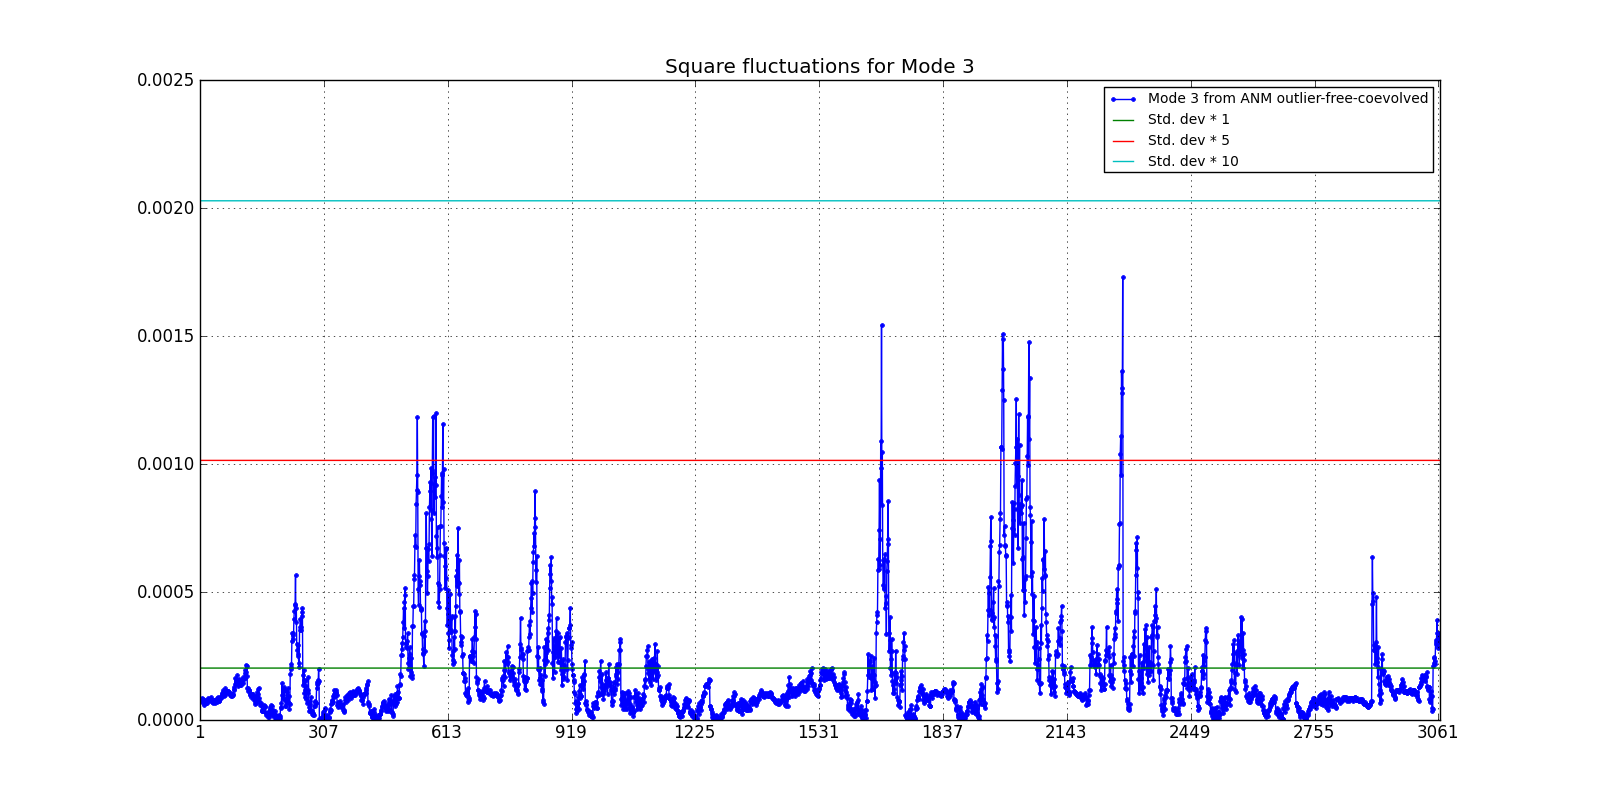 Square fluctuations for Mode 3
0.0025
0.0020
0.0015
0.0010
0.0005
0.0000
Mode 3 from ANM outlier-free-coevolved
Std. dev * 1
Std. dev * 5
Std. dev * 10
1 307 613 919 1225 1531 1837 2143 2449 2755 3061